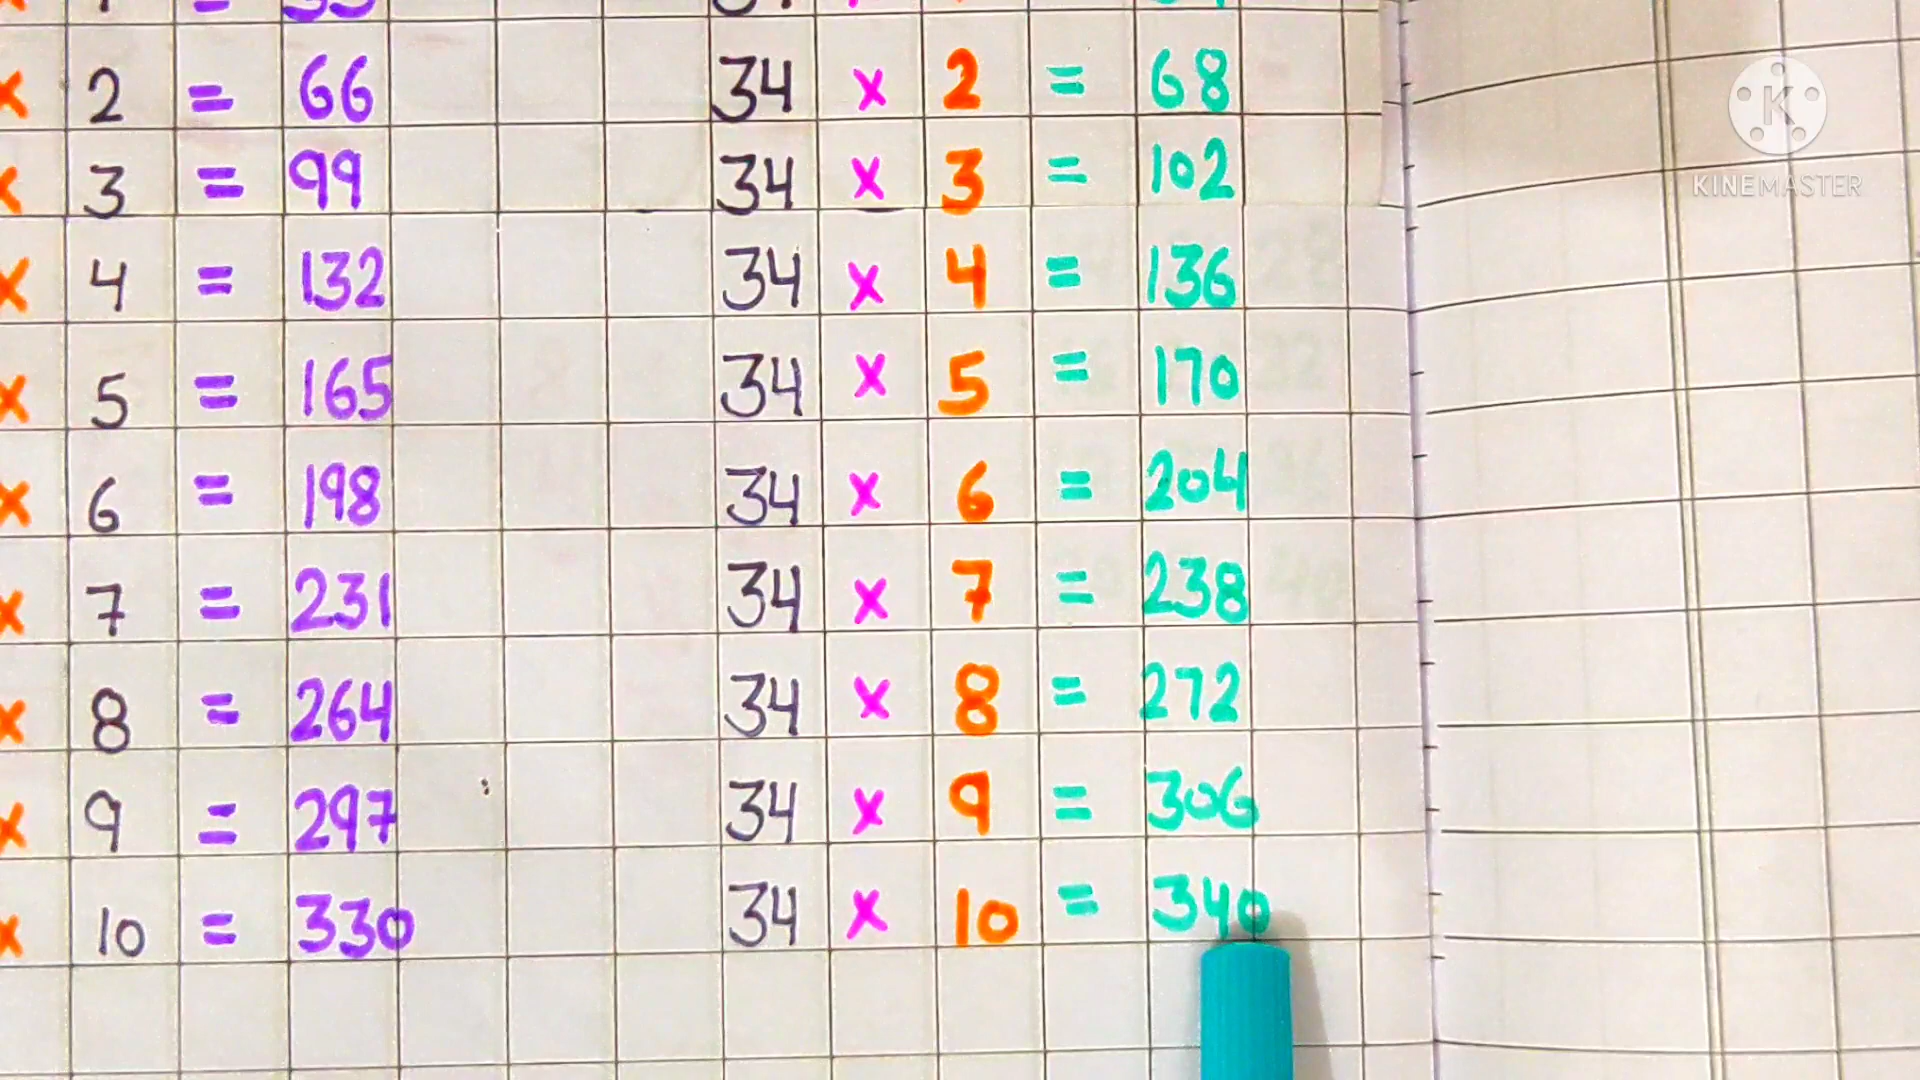 × 2 = 66 34 × 2 = 68
× 3 = 99 34 × 3 = 102
× 4 = 132 34 × 4 = 136
× 5 = 165 34 × 5 = 170
× 6 = 198 34 × 6 = 204
× 7 = 231 34 × 7 = 238
× 8 = 264 34 × 8 = 272
× 9 = 297 34 × 9 = 306
× 10 = 330 34 × 10 = 340
K
KINEMASTER